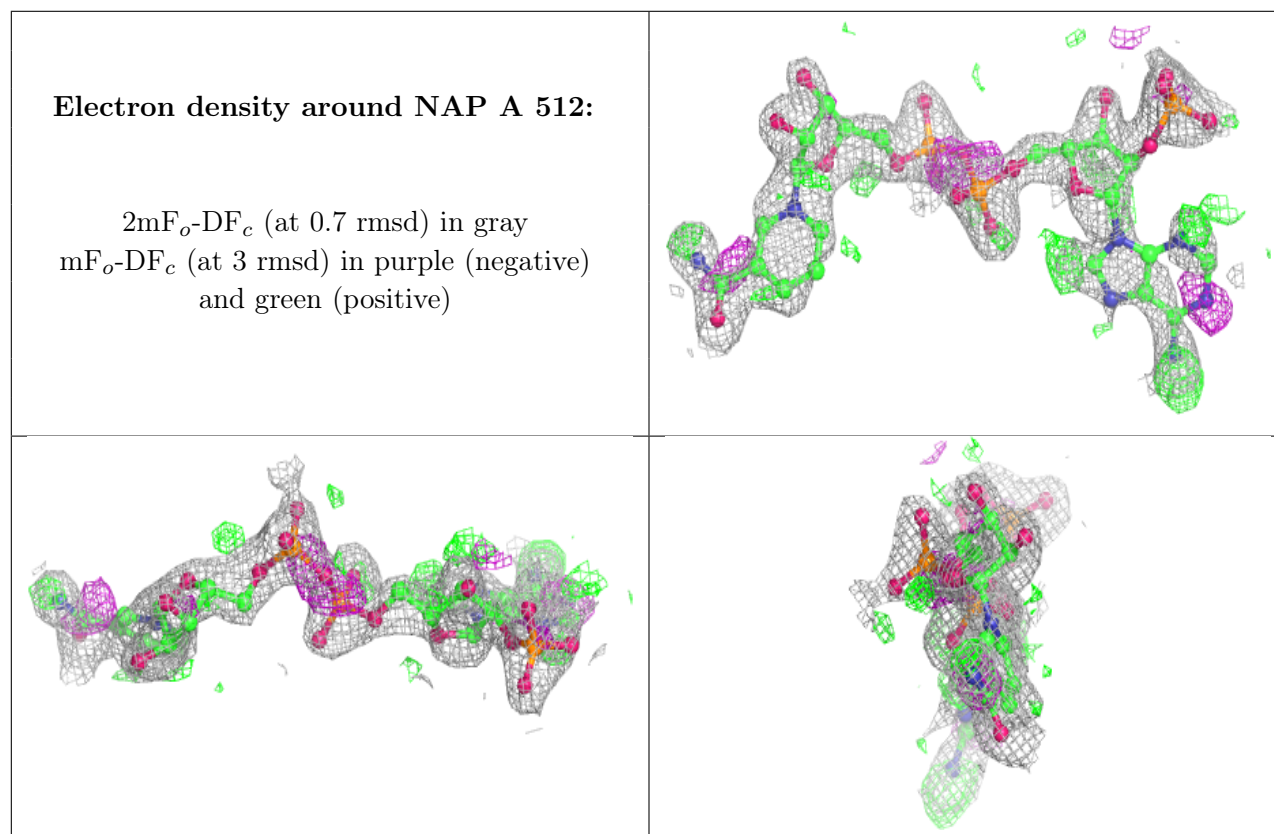 Electron density around NAP A 512:
2mFo-DFc (at 0.7 rmsd) in gray
mFo-DFc (at 3 rmsd) in purple (negative)
and green (positive)